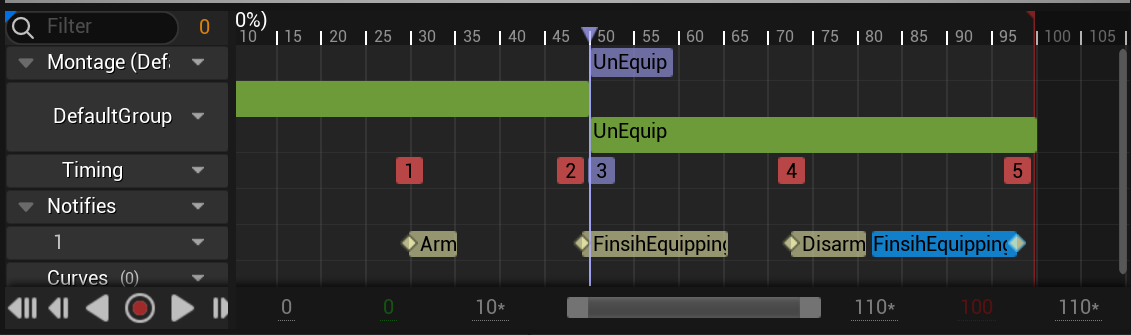 0%)
Filter 0
10 15 20 25 30 35 40 45 50 55 60 65 70 75 80 85 90 95 100 105
Montage (Defa
UnEquip
DefaultGroup
UnEquip
Timing
1 2 3 4 5
Notifies
1
Arm FinsihEquipping Disarm FinsihEquipping
Curves (0)
0 0 10* 110* 100 110*